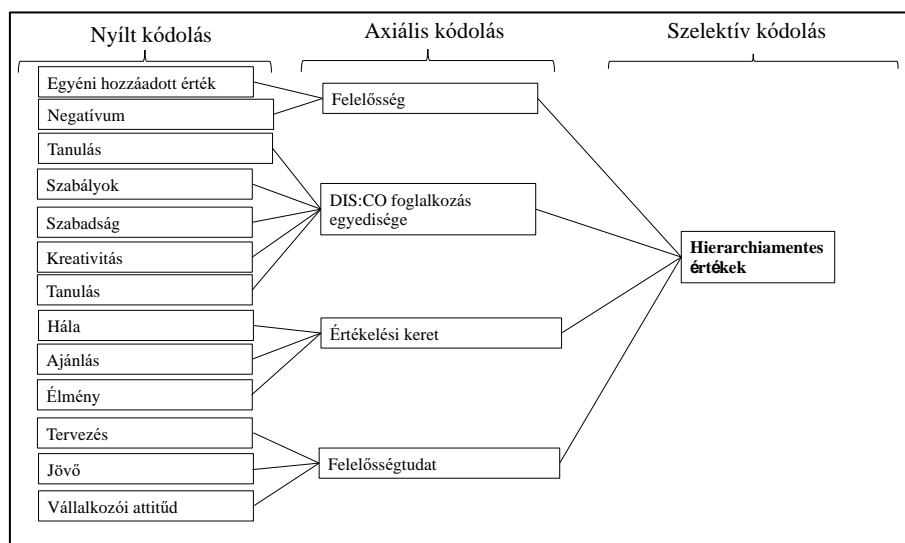 Nyílt kódolás
Axiális kódolás
Szelektív kódolás
Egyéni hozzáadott érték
Negatívum
Tanulás
Szabályok
Szabadság
Kreativitás
Tanulás
Hála
Ajánlás
Élmény
Tervezés
Jövő
Vállalkozói attitűd
Felelősség
DIS:CO foglalkozás
egyedisége
Értékelési keret
Felelősségtudat
Hierarchiamentes
értékek